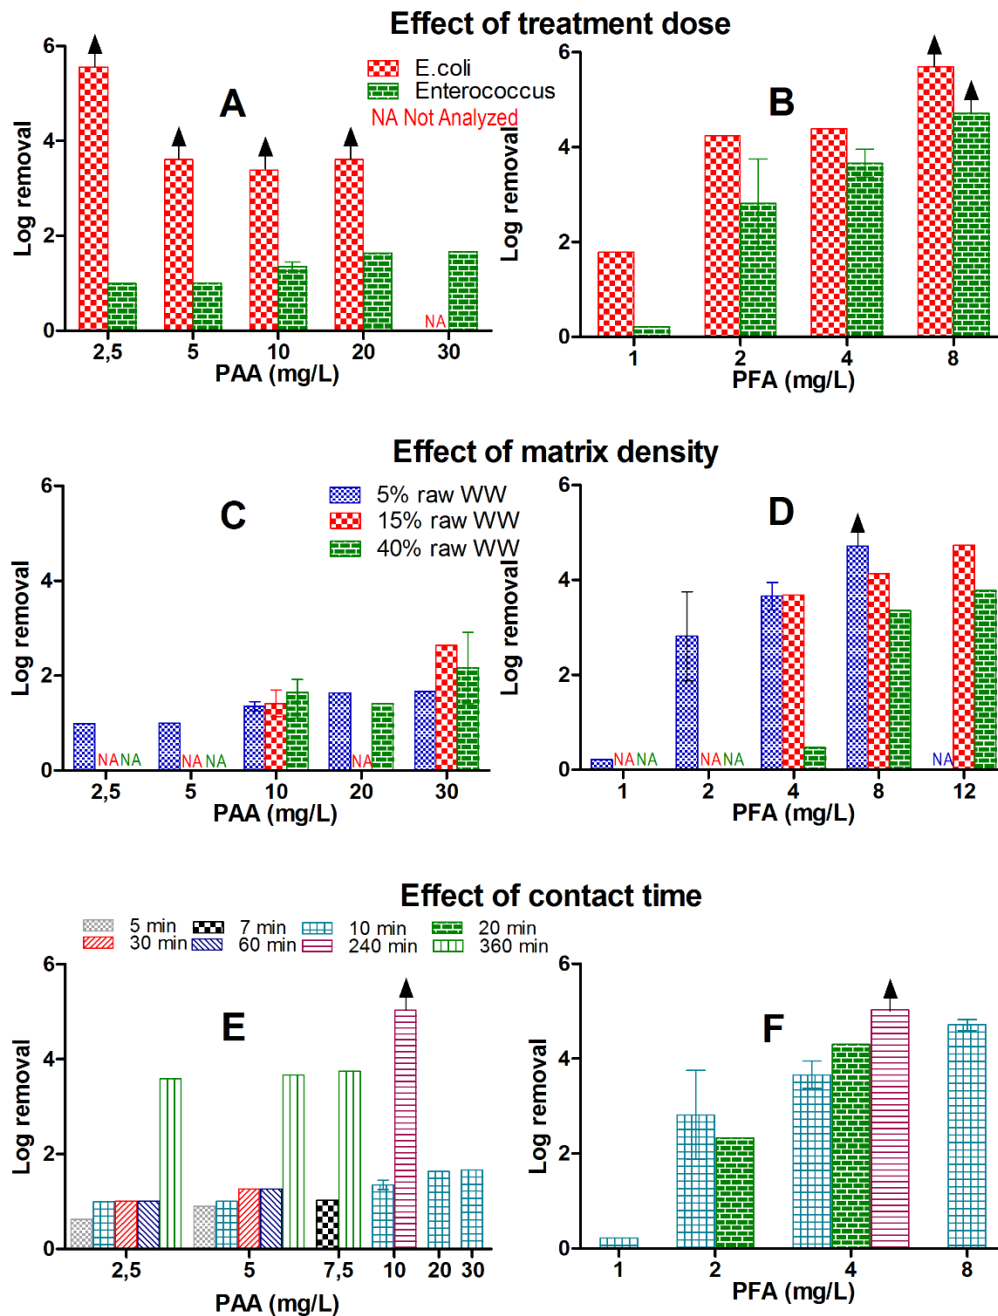 Effect of treatment dose
6
4
2
0
Log removal
A
E.coli
Enterococcus
NA Not Analyzed
NA
2,5 5 10 20 30
PAA (mg/L)
6
4
2
0
Log removal
B
1 2 4 8
PFA (mg/L)
Effect of matrix density
6
4
2
0
Log removal
C
5% raw WW
15% raw WW
40% raw WW
NA NA NA NA NA
2,5 5 10 20 30
PAA (mg/L)
6
4
2
0
Log removal
D
NA NA NA NA NA
1 2 4 8 12
PFA (mg/L)
Effect of contact time
5 min 7 min 10 min 20 min
30 min 60 min 240 min 360 min
6
4
2
0
Log removal
E
2,5 5 7,5 10 20 30
PAA (mg/L)
6
4
2
0
Log removal
F
1 2 4 8
PFA (mg/L)